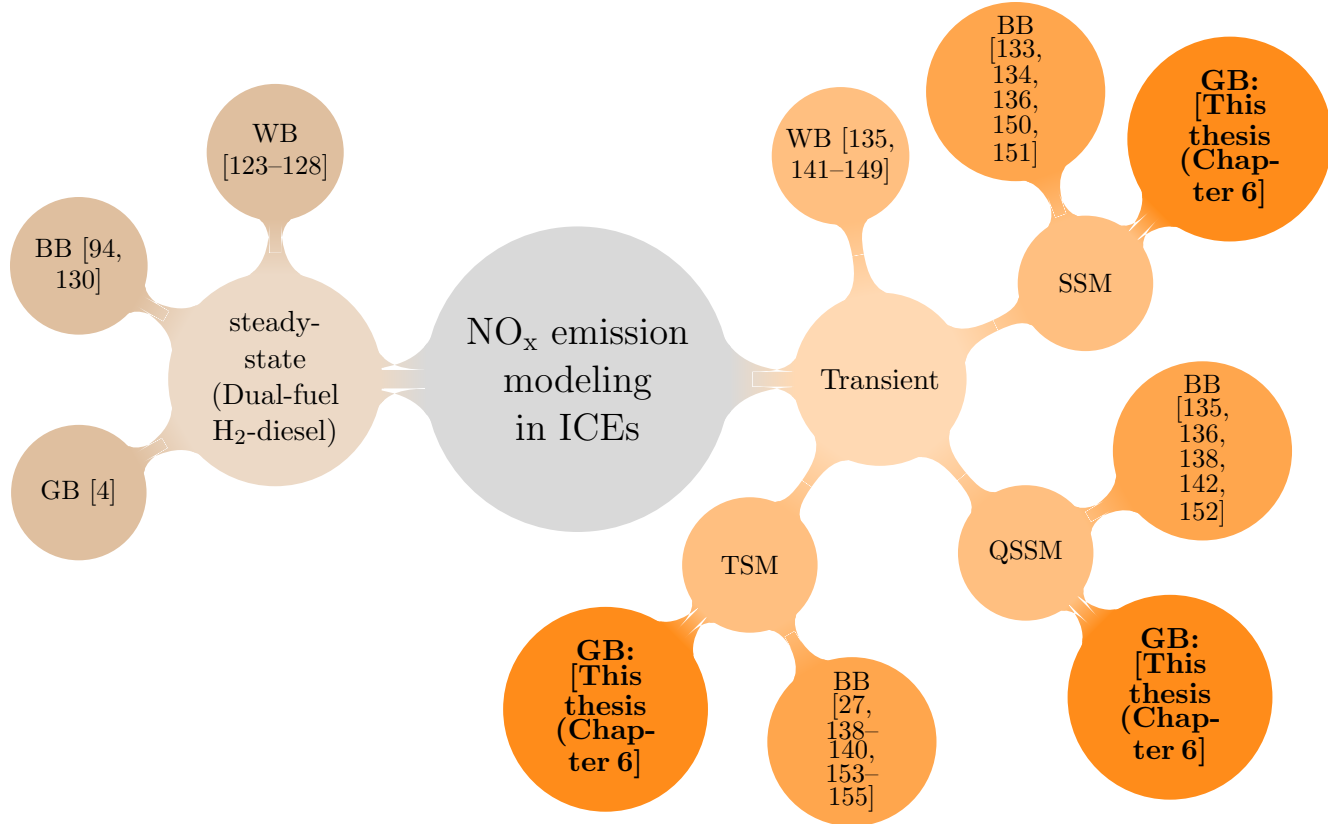 NOx emission
modeling
in ICEs
steady-
state
(Dual-fuel
H2-diesel)
WB
[123–128]
BB [94,
130]
GB [4]
Transient
WB [135,
141–149]
SSM
BB
[133,
134,
136,
150,
151]
GB:
[This
thesis
(Chap-
ter 6]
QSSM
BB
[135,
136,
138,
142,
152]
GB:
[This
thesis
(Chap-
ter 6]
TSM
GB:
[This
thesis
(Chap-
ter 6]
BB
[27,
138–
140,
153–
155]